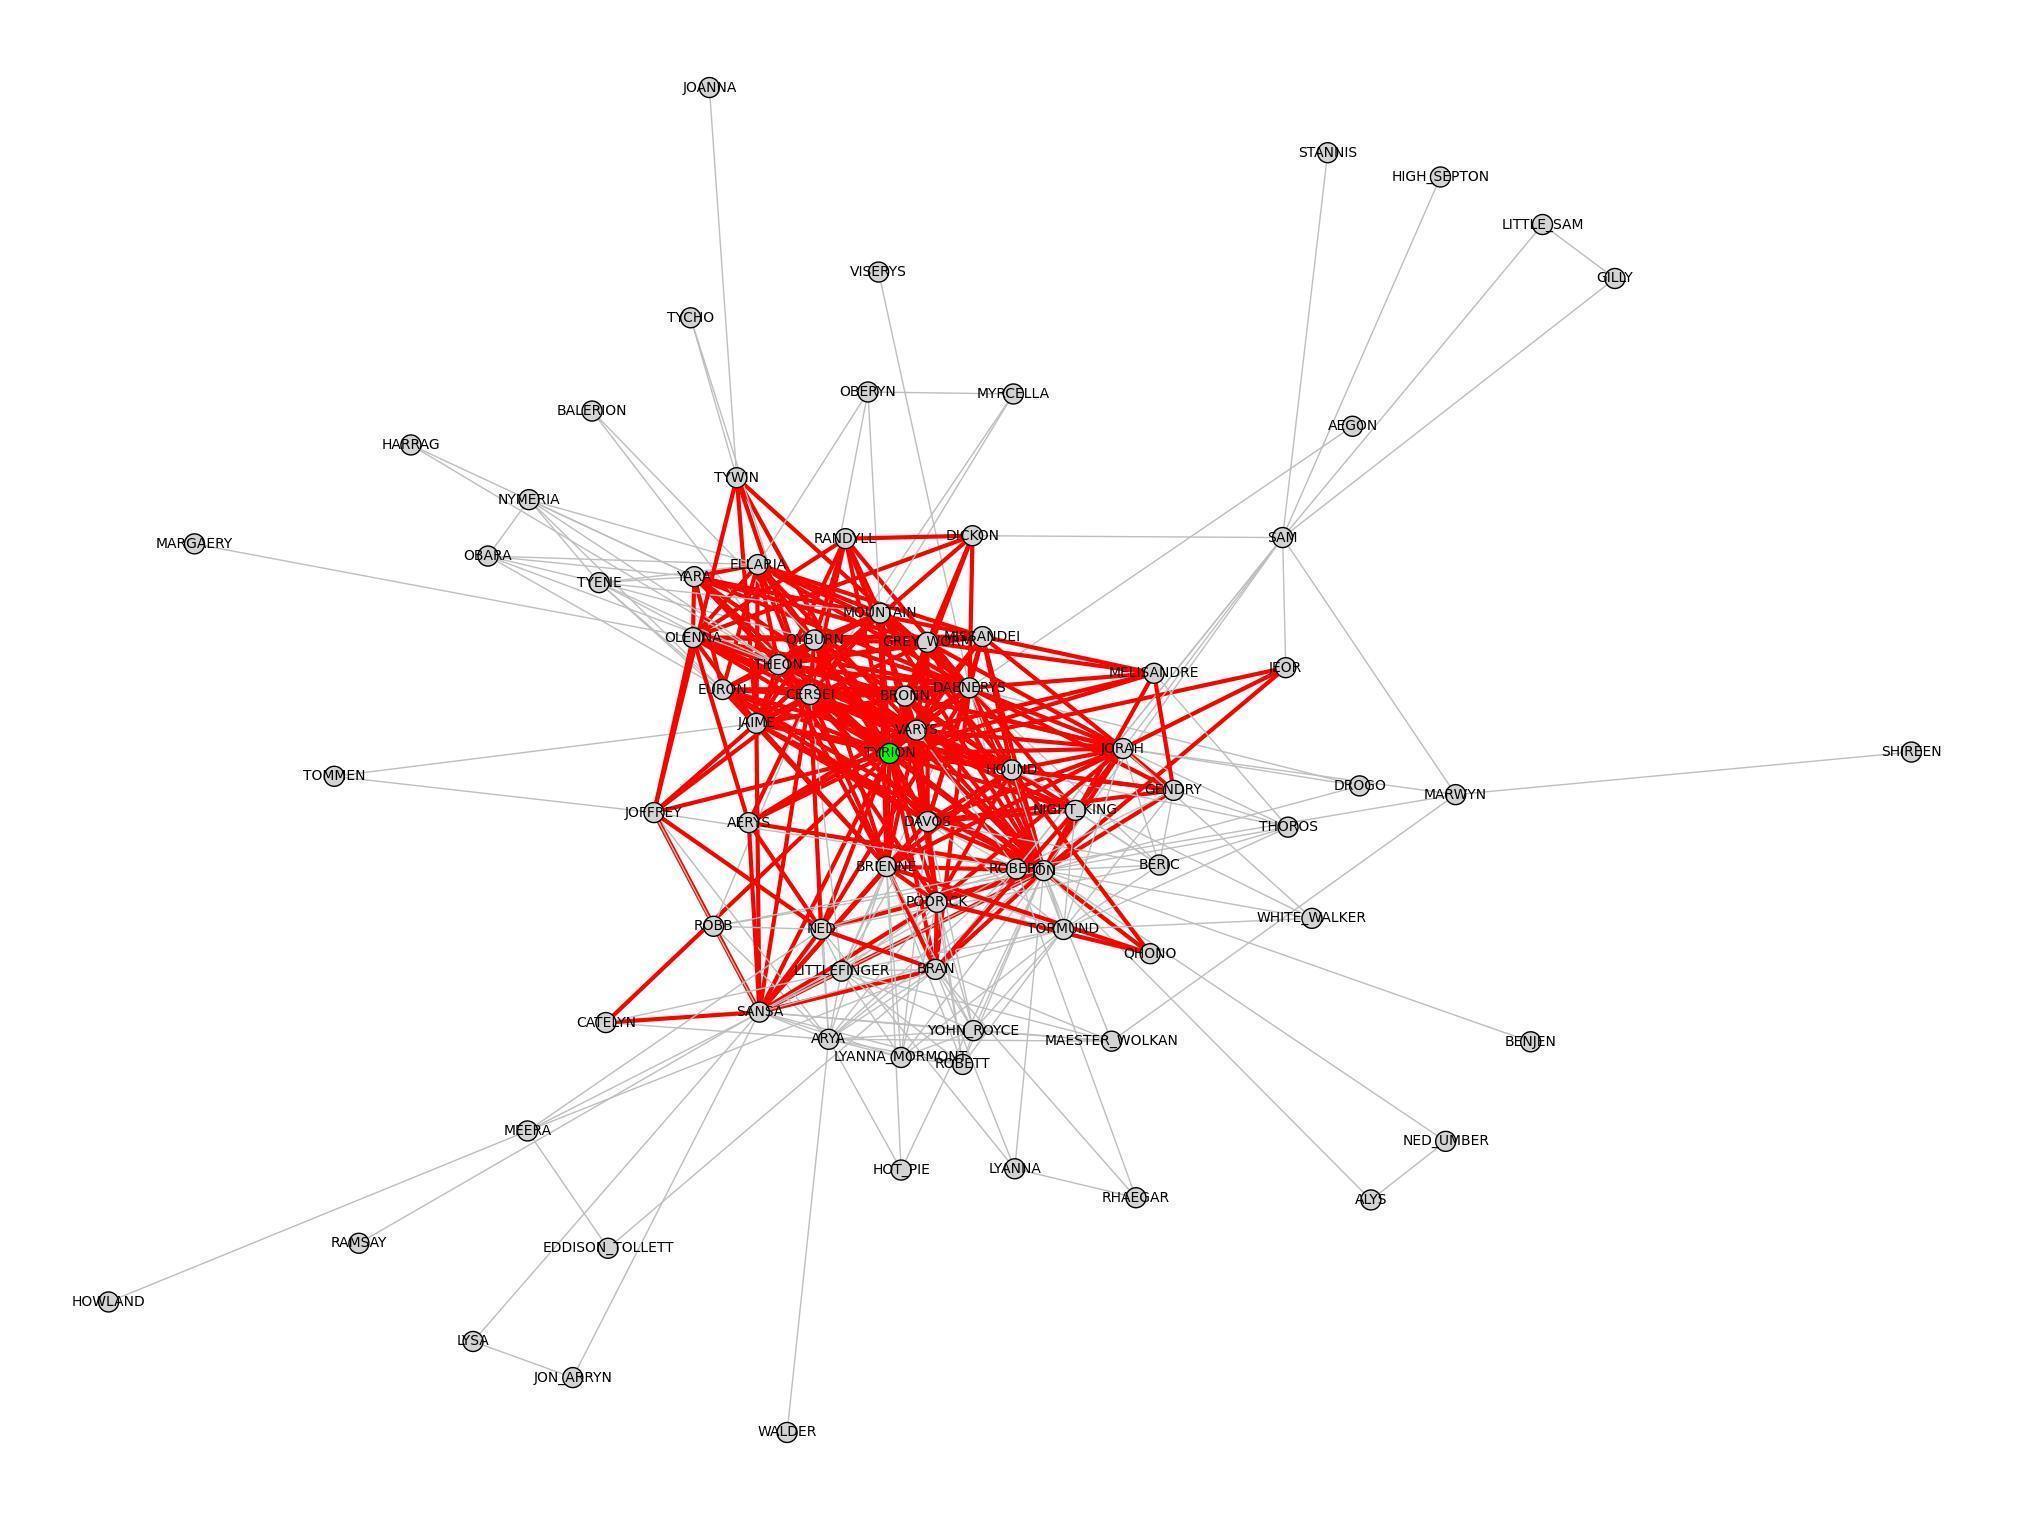 JOANNA
STANNIS
HIGH_SEPTON
LITTLE_SAM
VISERYS
GILLY
TYCHO
OBERYN
MYRCELLA
BALERION
AEGON
HARRAG
TYWIN
NYMERIA
RANDYLL
DICKON
SAM
MARGAERY
OBARA
ELLARIA
YARA
TYENE
MOUNTAIN
OLENNA
QYBURN
GREY_WORM
MISSANDEI
THEON
MELISANDRE
JEOR
EURON
CERSEI
BRONN
DAENERYS
JAIME
VARYS
TYRION
JORAH
SHIREEN
HOUND
TOMMEN
DROGO
GENDRY
MARWYN
JOFFREY
AERYS
DAVOS
NIGHT_KING
THOROS
BRIENNE
ROBERT
JON
BERIC
PODRICK
WHITE_WALKER
ROBB
NED
TORMUND
QHONO
LITTLEFINGER
BRAN
SANSA
CATELYN
ARYA
YOHN_ROYCE
MAESTER_WOLKAN
BENJEN
LYANNA_MORMONT
ROBETT
MEERA
NED_UMBER
HOT_PIE
LYANNA
RHAEGAR
ALYS
RAMSAY
EDDISON_TOLLETT
HOWLAND
LYSA
JON_ARRYN
WALDER